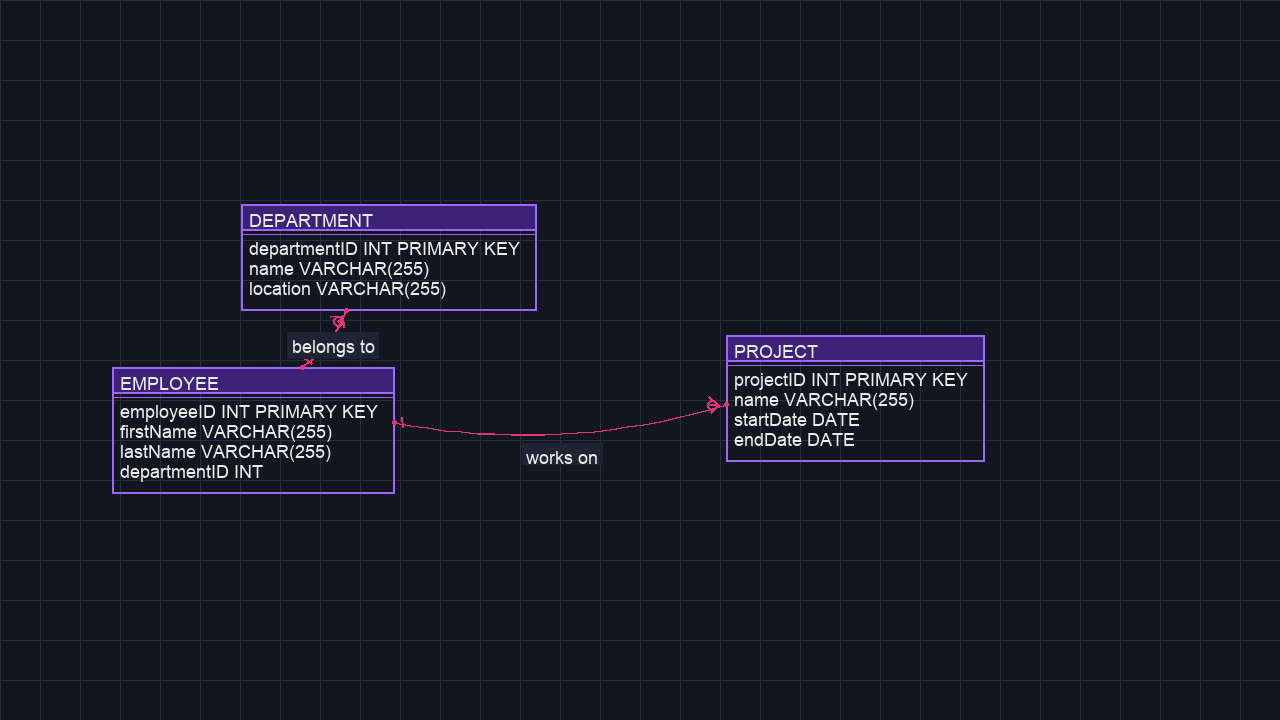 DEPARTMENT
departmentID INT PRIMARY KEY
name VARCHAR(255)
location VARCHAR(255)
belongs to
EMPLOYEE
employeeID INT PRIMARY KEY
firstName VARCHAR(255)
lastName VARCHAR(255)
departmentID INT
works on
PROJECT
projectID INT PRIMARY KEY
name VARCHAR(255)
startDate DATE
endDate DATE